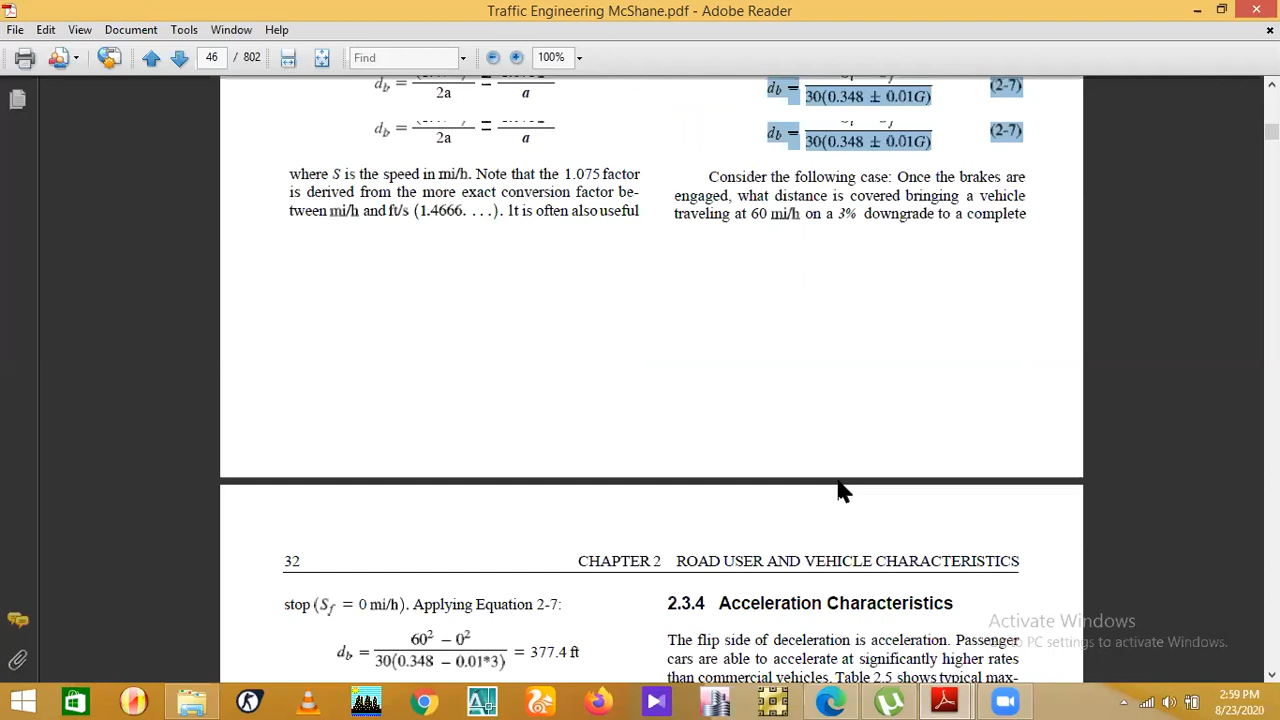 Traffic Engineering McShane.pdf - Adobe Reader
File Edit View Document Tools Window Help
46 / 802 Find 100%
d_b =
2a
=
a
d_b =
30(0.348 ± 0.01G)
(2-7)
d_b =
2a
=
a
d_b =
30(0.348 ± 0.01G)
(2-7)
where S is the speed in mi/h. Note that the 1.075 factor
is derived from the more exact conversion factor be-
tween mi/h and ft/s (1.4666. . . .). It is often also useful
Consider the following case: Once the brakes are
engaged, what distance is covered bringing a vehicle
traveling at 60 mi/h on a 3% downgrade to a complete
32 CHAPTER 2 ROAD USER AND VEHICLE CHARACTERISTICS
stop (S_f = 0 mi/h). Applying Equation 2-7:
d_b = 60² − 0² / 30(0.348 − 0.01*3) = 377.4 ft
2.3.4 Acceleration Characteristics
The flip side of deceleration is acceleration. Passenger
cars are able to accelerate at significantly higher rates
than commercial vehicles. Table 2.5 shows typical max-
Activate Windows
to PC settings to activate Windows.
2:59 PM
8/23/2020